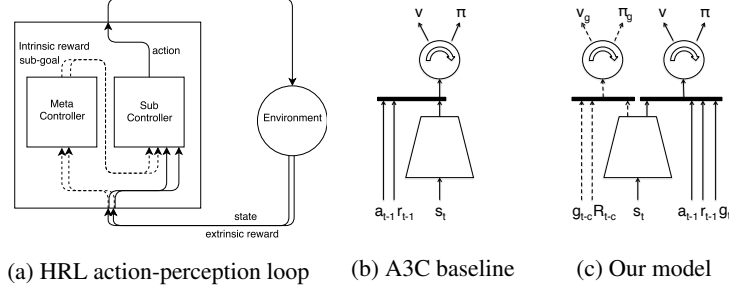 Intrinsic reward
sub-goal
action
Meta
Controller
Sub
Controller
Environment
state
extrinsic reward
(a) HRL action-perception loop
v π
a_{t-1} r_{t-1} s_t
(b) A3C baseline
v_g π_g v π
g_{t-c} R_{t-c} s_t a_{t-1} r_{t-1} g_t
(c) Our model